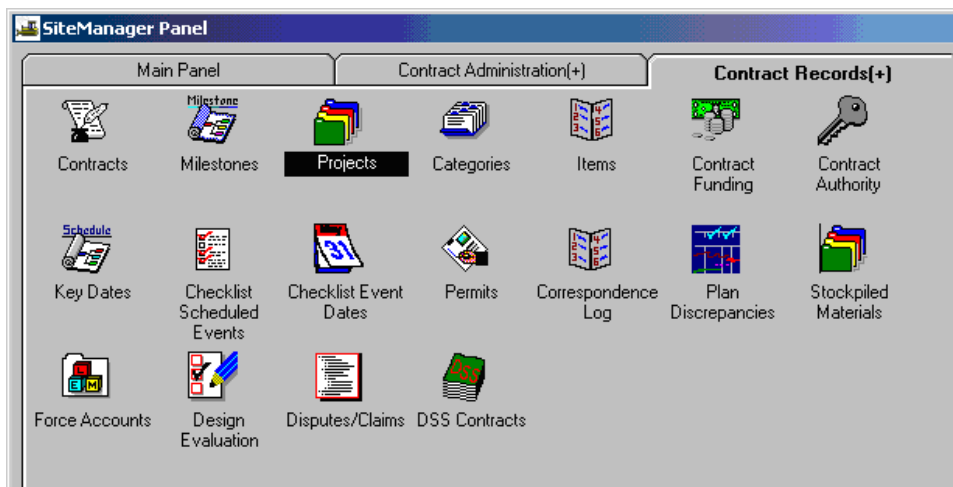 SiteManager Panel
Main Panel
Contract Administration(+)
Contract Records(+)
Milestone
Contracts
Milestones
Projects
Categories
Items
Contract
Funding
Contract
Authority
Schedule
31
Key Dates
Checklist
Scheduled
Events
Checklist Event
Dates
Permits
Correspondence
Log
Plan
Discrepancies
Stockpiled
Materials
L
E M
DSS
Force Accounts
Design
Evaluation
Disputes/Claims
DSS Contracts